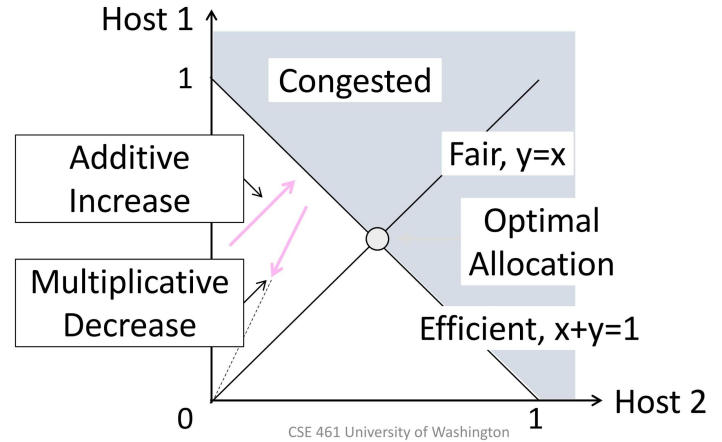 Host 1
1
Congested
Additive
Increase
Fair, y=x
Optimal
Allocation
Multiplicative
Decrease
Efficient, x+y=1
Host 2
0
1
CSE 461 University of Washington